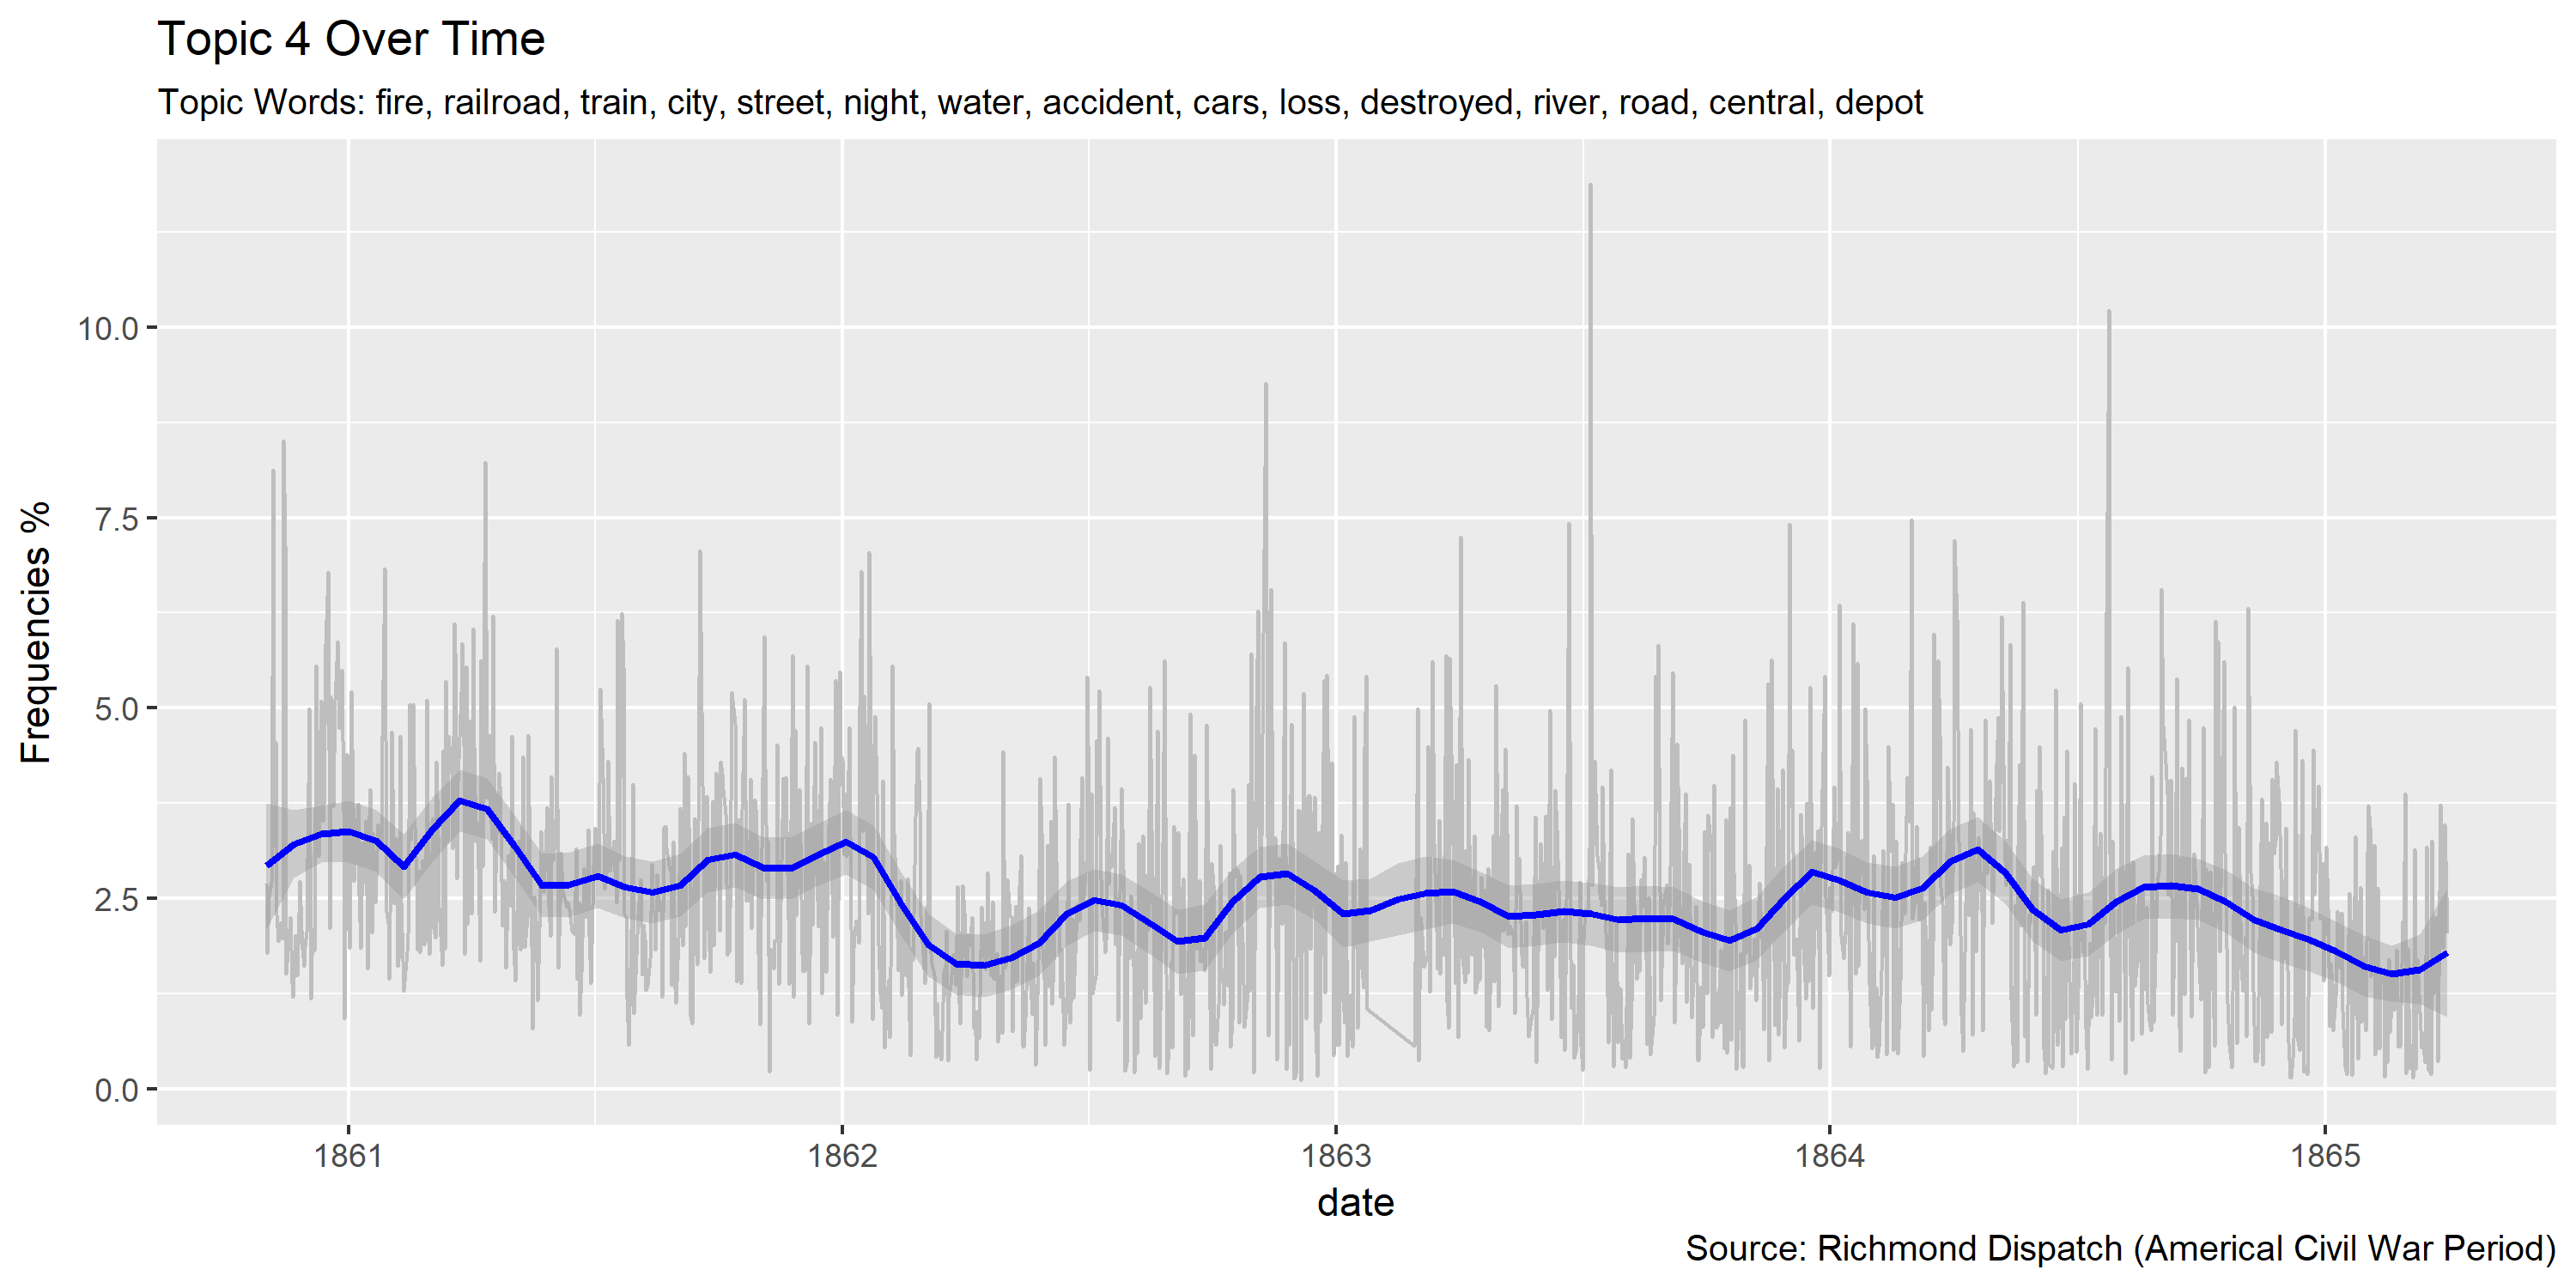 Topic 4 Over Time
Topic Words: fire, railroad, train, city, street, night, water, accident, cars, loss, destroyed, river, road, central, depot
Frequencies %
10.0
7.5
5.0
2.5
0.0
1861 1862 1863 1864 1865
date
Source: Richmond Dispatch (Americal Civil War Period)